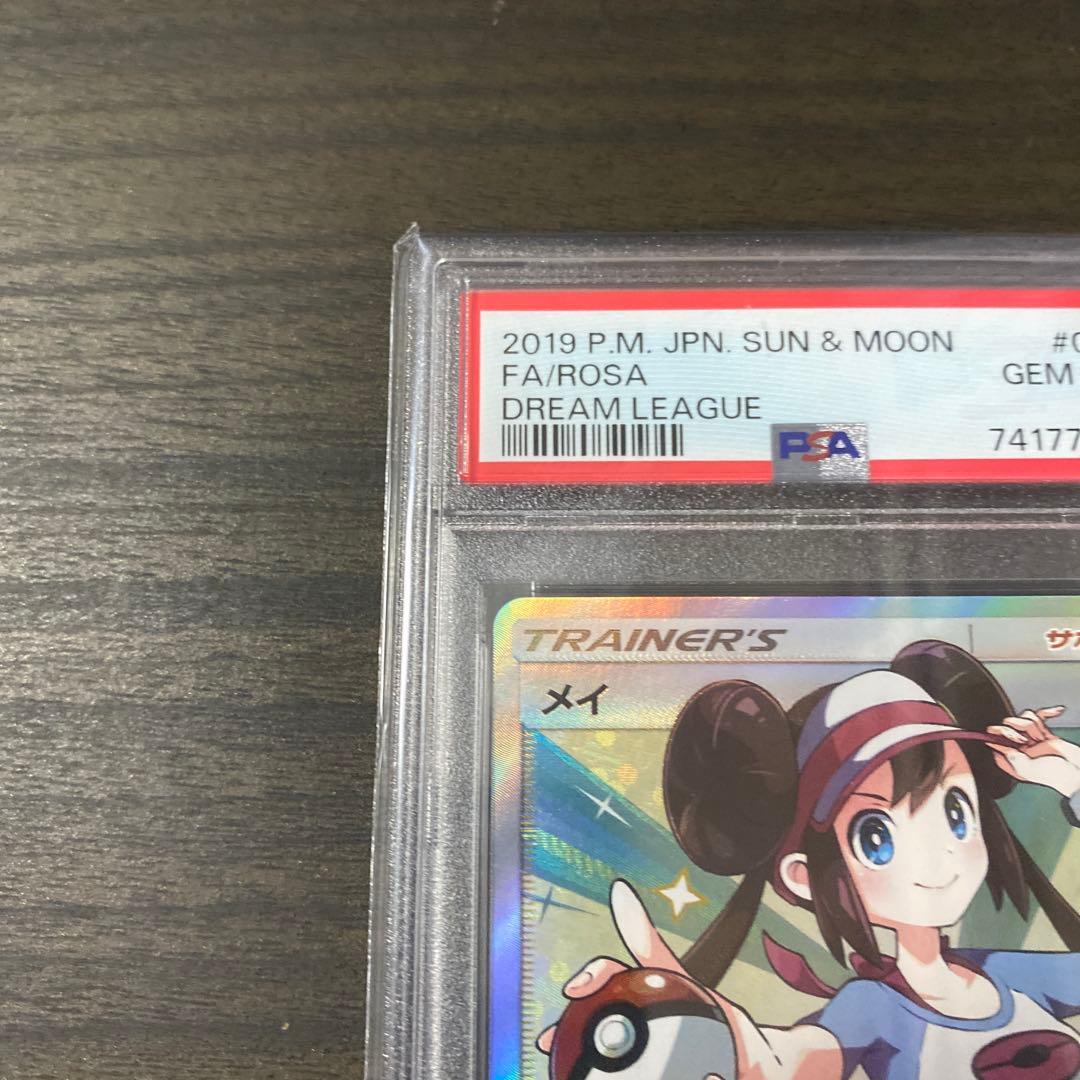 2019 P.M. JPN. SUN & MOON
FA/ROSA
GEM
DREAM LEAGUE
PSA
TRAINER'S
メイ